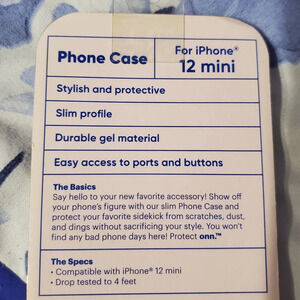 Phone Case
For iPhone®
12 mini
Stylish and protective
Slim profile
Durable gel material
Easy access to ports and buttons
The Basics
Say hello to your new favorite accessory! Show off
your phone's figure with our slim Phone Case and
protect your favorite sidekick from scratches, dust,
and dings without sacrificing your style. You won't
find any bad phone days here! Protect onn.™
The Specs
• Compatible with iPhone® 12 mini
• Drop tested to 4 feet